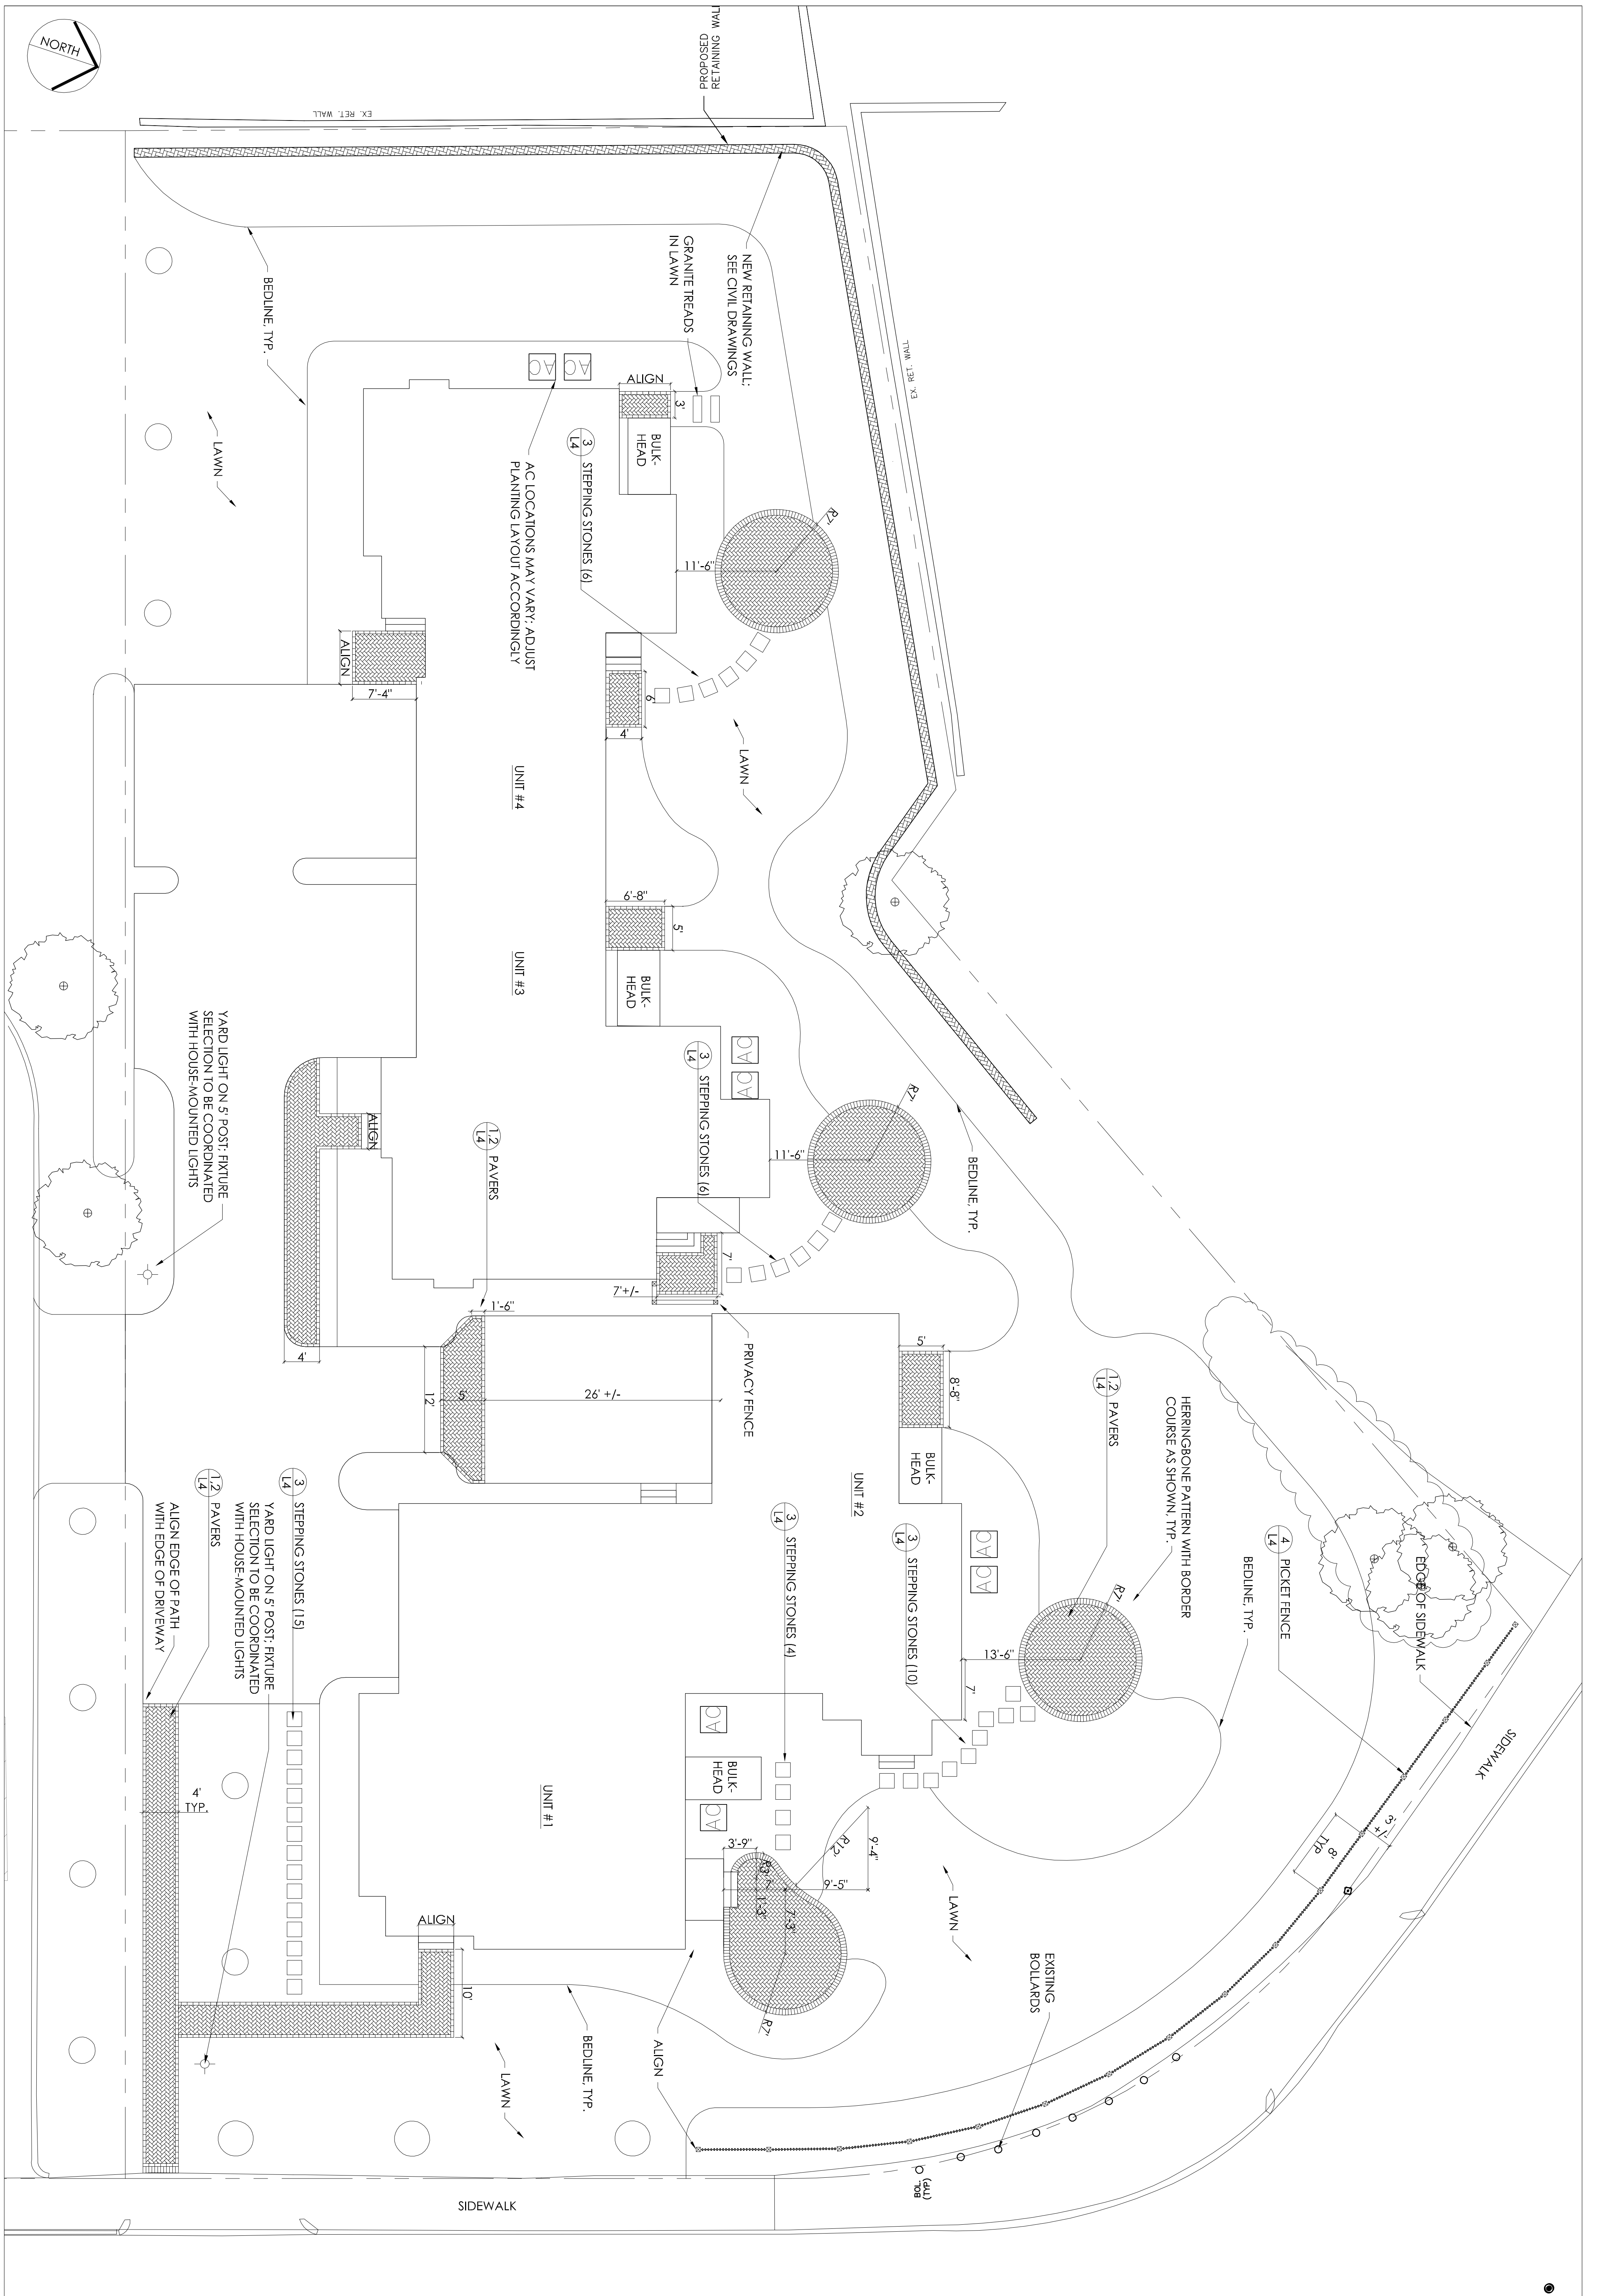 NORTH
PROPOSED
RETAINING WALL
EX. RET. WALL
EX. RET. WALL
NEW RETAINING WALL;
SEE CIVIL DRAWINGS
GRANITE TREADS
IN LAWN
BEDLINE, TYP.
LAWN
AC
AC
ALIGN
3'
BULK-
HEAD
3
L4
STEPPING STONES (6)
AC LOCATIONS MAY VARY; ADJUST
PLANTING LAYOUT ACCORDINGLY
R7'
11'-6"
ALIGN
7'-4"
6'
4'
LAWN
UNIT #4
6'-8"
5'
UNIT #3
BULK-
HEAD
AC
AC
3
L4
STEPPING STONES (6)
R7'
11'-6"
BEDLINE, TYP.
YARD LIGHT ON 5' POST; FIXTURE
SELECTION TO BE COORDINATED
WITH HOUSE-MOUNTED LIGHTS
ALIGN
1,2
L4
PAVERS
7'
7'+/-
1'-6"
4'
PRIVACY FENCE
12'
5'
26' +/-
5'
8'-8"
BULK-
HEAD
1,2
L4
PAVERS
HERRINGBONE PATTERN WITH BORDER
COURSE AS SHOWN, TYP.
UNIT #2
AC
AC
R7'
13'-6"
7'
3
L4
STEPPING STONES (10)
3
L4
STEPPING STONES (4)
BEDLINE, TYP.
4
L4
PICKET FENCE
EDGE OF SIDEWALK
SIDEWALK
3
L4
STEPPING STONES (15)
YARD LIGHT ON 5' POST; FIXTURE
SELECTION TO BE COORDINATED
WITH HOUSE-MOUNTED LIGHTS
1,2
L4
PAVERS
ALIGN EDGE OF PATH
WITH EDGE OF DRIVEWAY
4'
TYP.
UNIT #1
AC
BULK-
HEAD
AC
3'-9"
R12'
9'-4"
9'-5"
1'-3"
7'-3"
R7'
3'
+/-
8'
TYP
LAWN
EXISTING
BOLLARDS
ALIGN
10'
BEDLINE, TYP.
ALIGN
LAWN
BOL
(TYP)
SIDEWALK